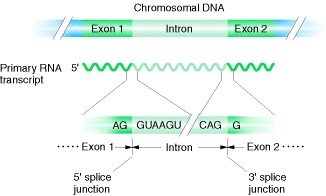 Chromosomal DNA
Exon 1 Intron Exon 2
Primary RNA
transcript
5'
AG GUAAGU CAG G
Exon 1 Intron Exon 2
5' splice
junction
3' splice
junction